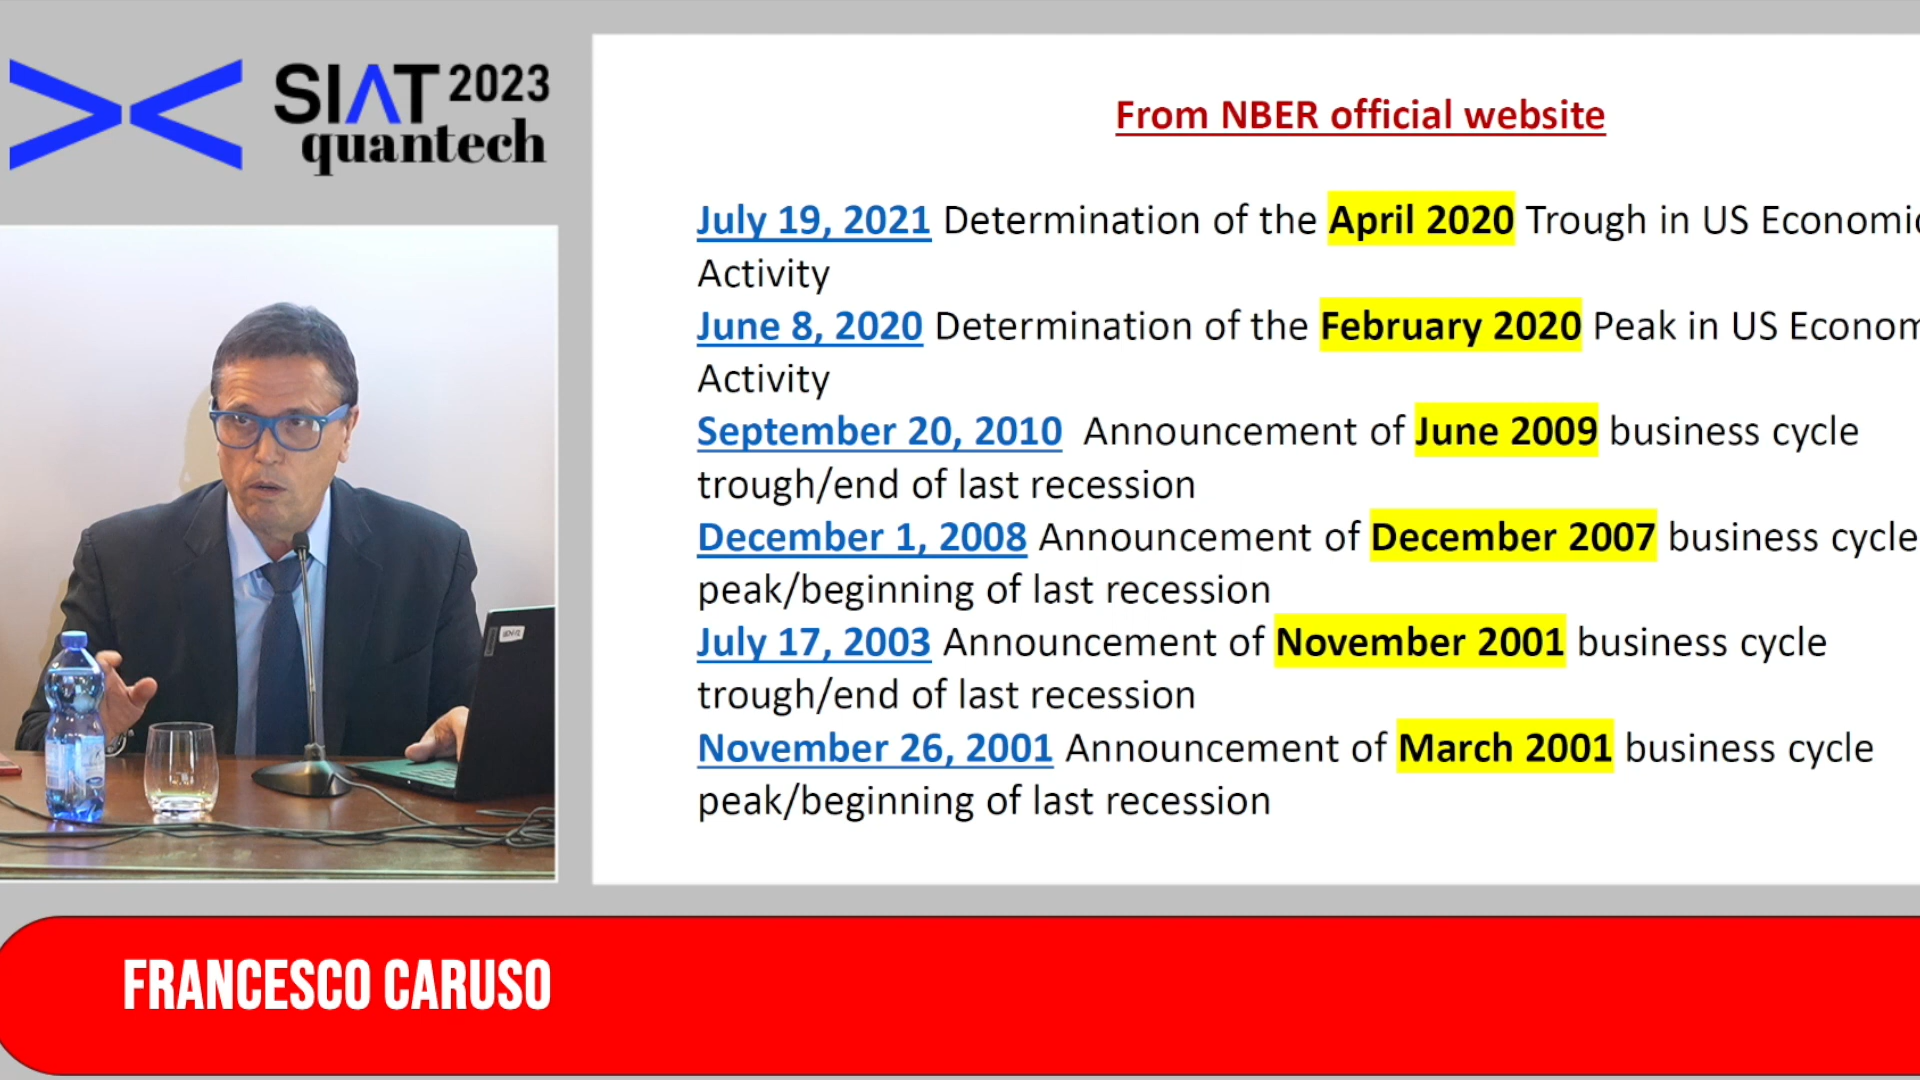 SIAT 2023
quantech
From NBER official website
July 19, 2021 Determination of the April 2020 Trough in US Economic
Activity
June 8, 2020 Determination of the February 2020 Peak in US Econom
Activity
September 20, 2010 Announcement of June 2009 business cycle
trough/end of last recession
December 1, 2008 Announcement of December 2007 business cycle
peak/beginning of last recession
July 17, 2003 Announcement of November 2001 business cycle
trough/end of last recession
November 26, 2001 Announcement of March 2001 business cycle
peak/beginning of last recession
FRANCESCO CARUSO